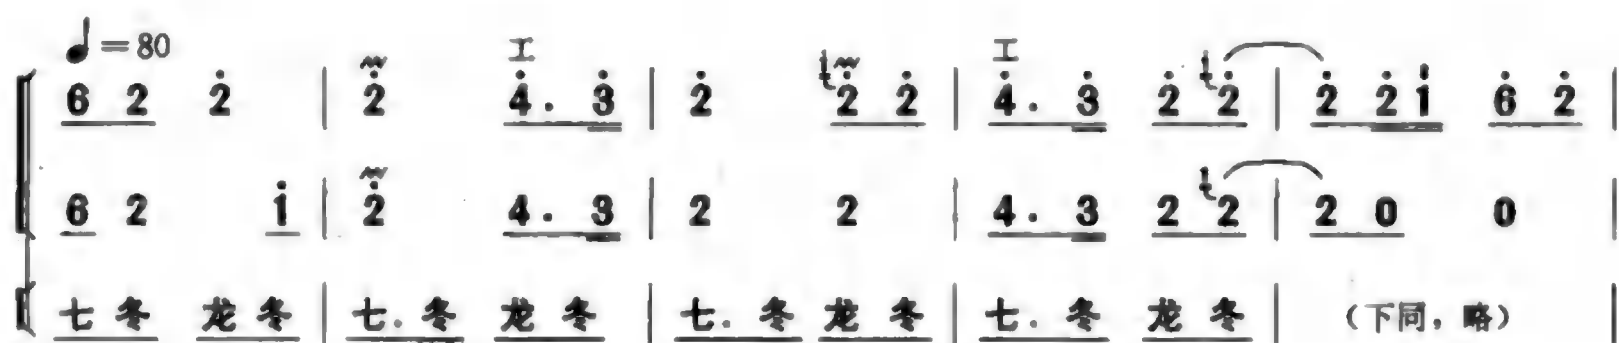 ♩=80
工 工
6 2 2̇ | 2̇ 4̇. 3̇ | 2̇ 2̇ 2̇ | 4̇. 3̇ 2̇ 2̇ | 2̇ 2̇ 1̇ 6̇ 2̇ |
6 2 1̇ | 2̇ 4. 3 | 2 2 | 4. 3 2 2 | 2 0 0 |
七 冬 龙 冬 | 七. 冬 龙 冬 | 七. 冬 龙 冬 | 七. 冬 龙 冬 | (下同，略) |